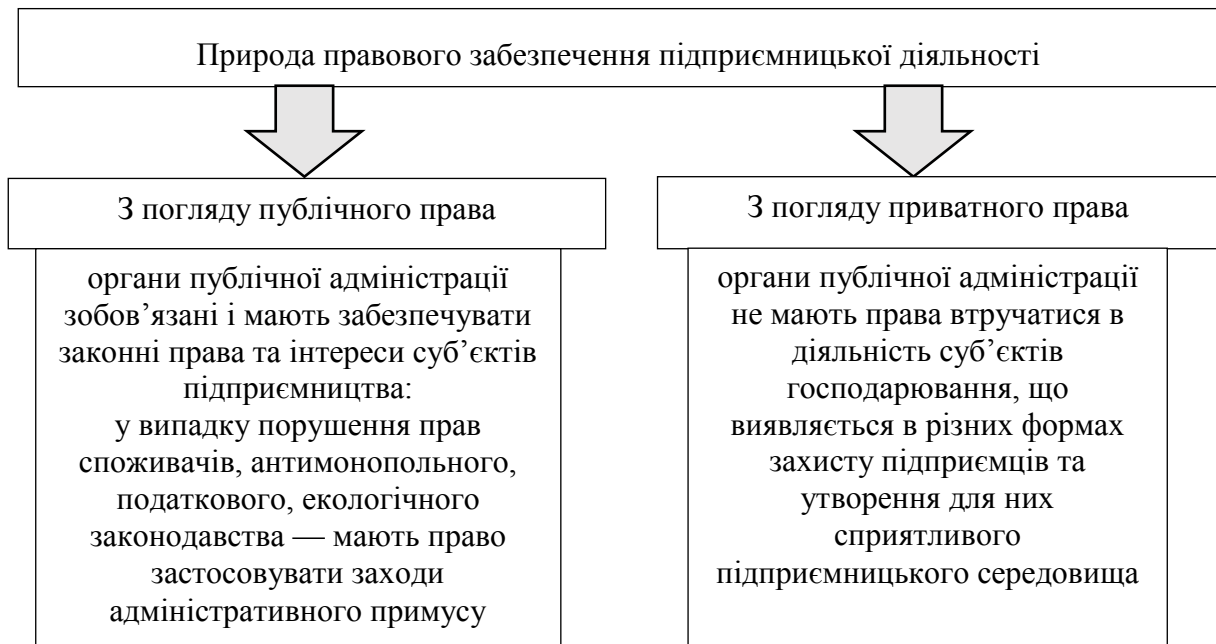 Природа правового забезпечення підприємницької діяльності
З погляду публічного права
органи публічної адміністрації
зобов’язані і мають забезпечувати
законні права та інтереси суб’єктів
підприємництва:
у випадку порушення прав
споживачів, антимонопольного,
податкового, екологічного
законодавства — мають право
застосовувати заходи
адміністративного примусу
З погляду приватного права
органи публічної адміністрації
не мають права втручатися в
діяльність суб’єктів
господарювання, що
виявляється в різних формах
захисту підприємців та
утворення для них
сприятливого
підприємницького середовища